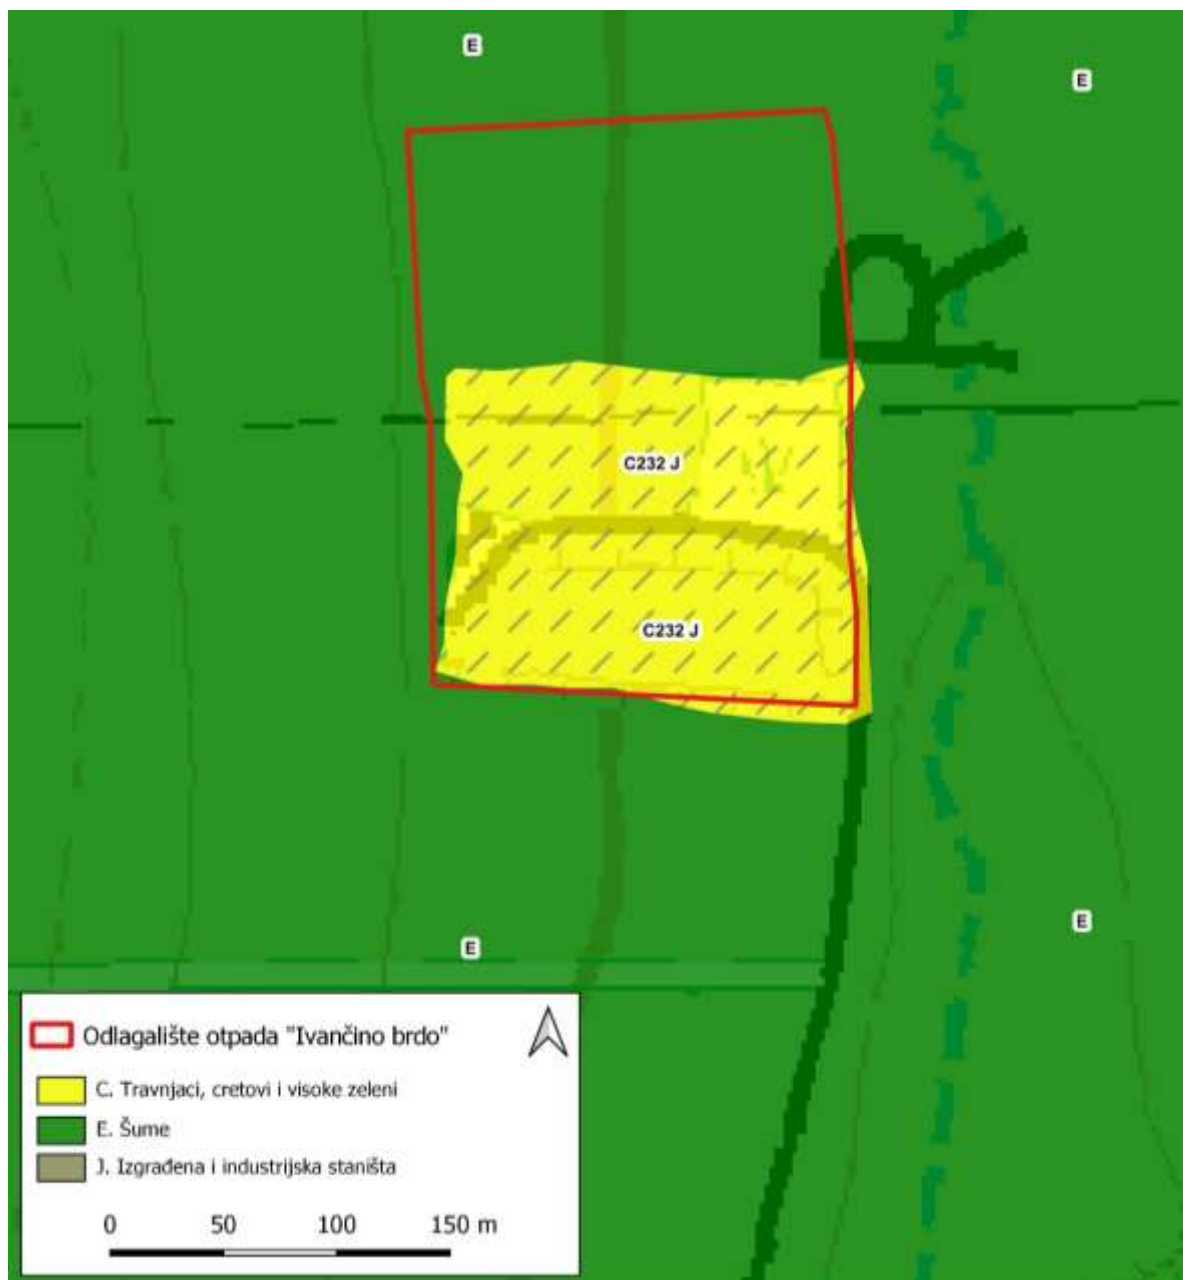 E
E
R
C232 J
C232 J
E
E
Odlagalište otpada "Ivančino brdo"
C. Travnjaci, cretovi i visoke zeleni
E. Šume
J. Izgrađena i industrijska staništa
0 50 100 150 m